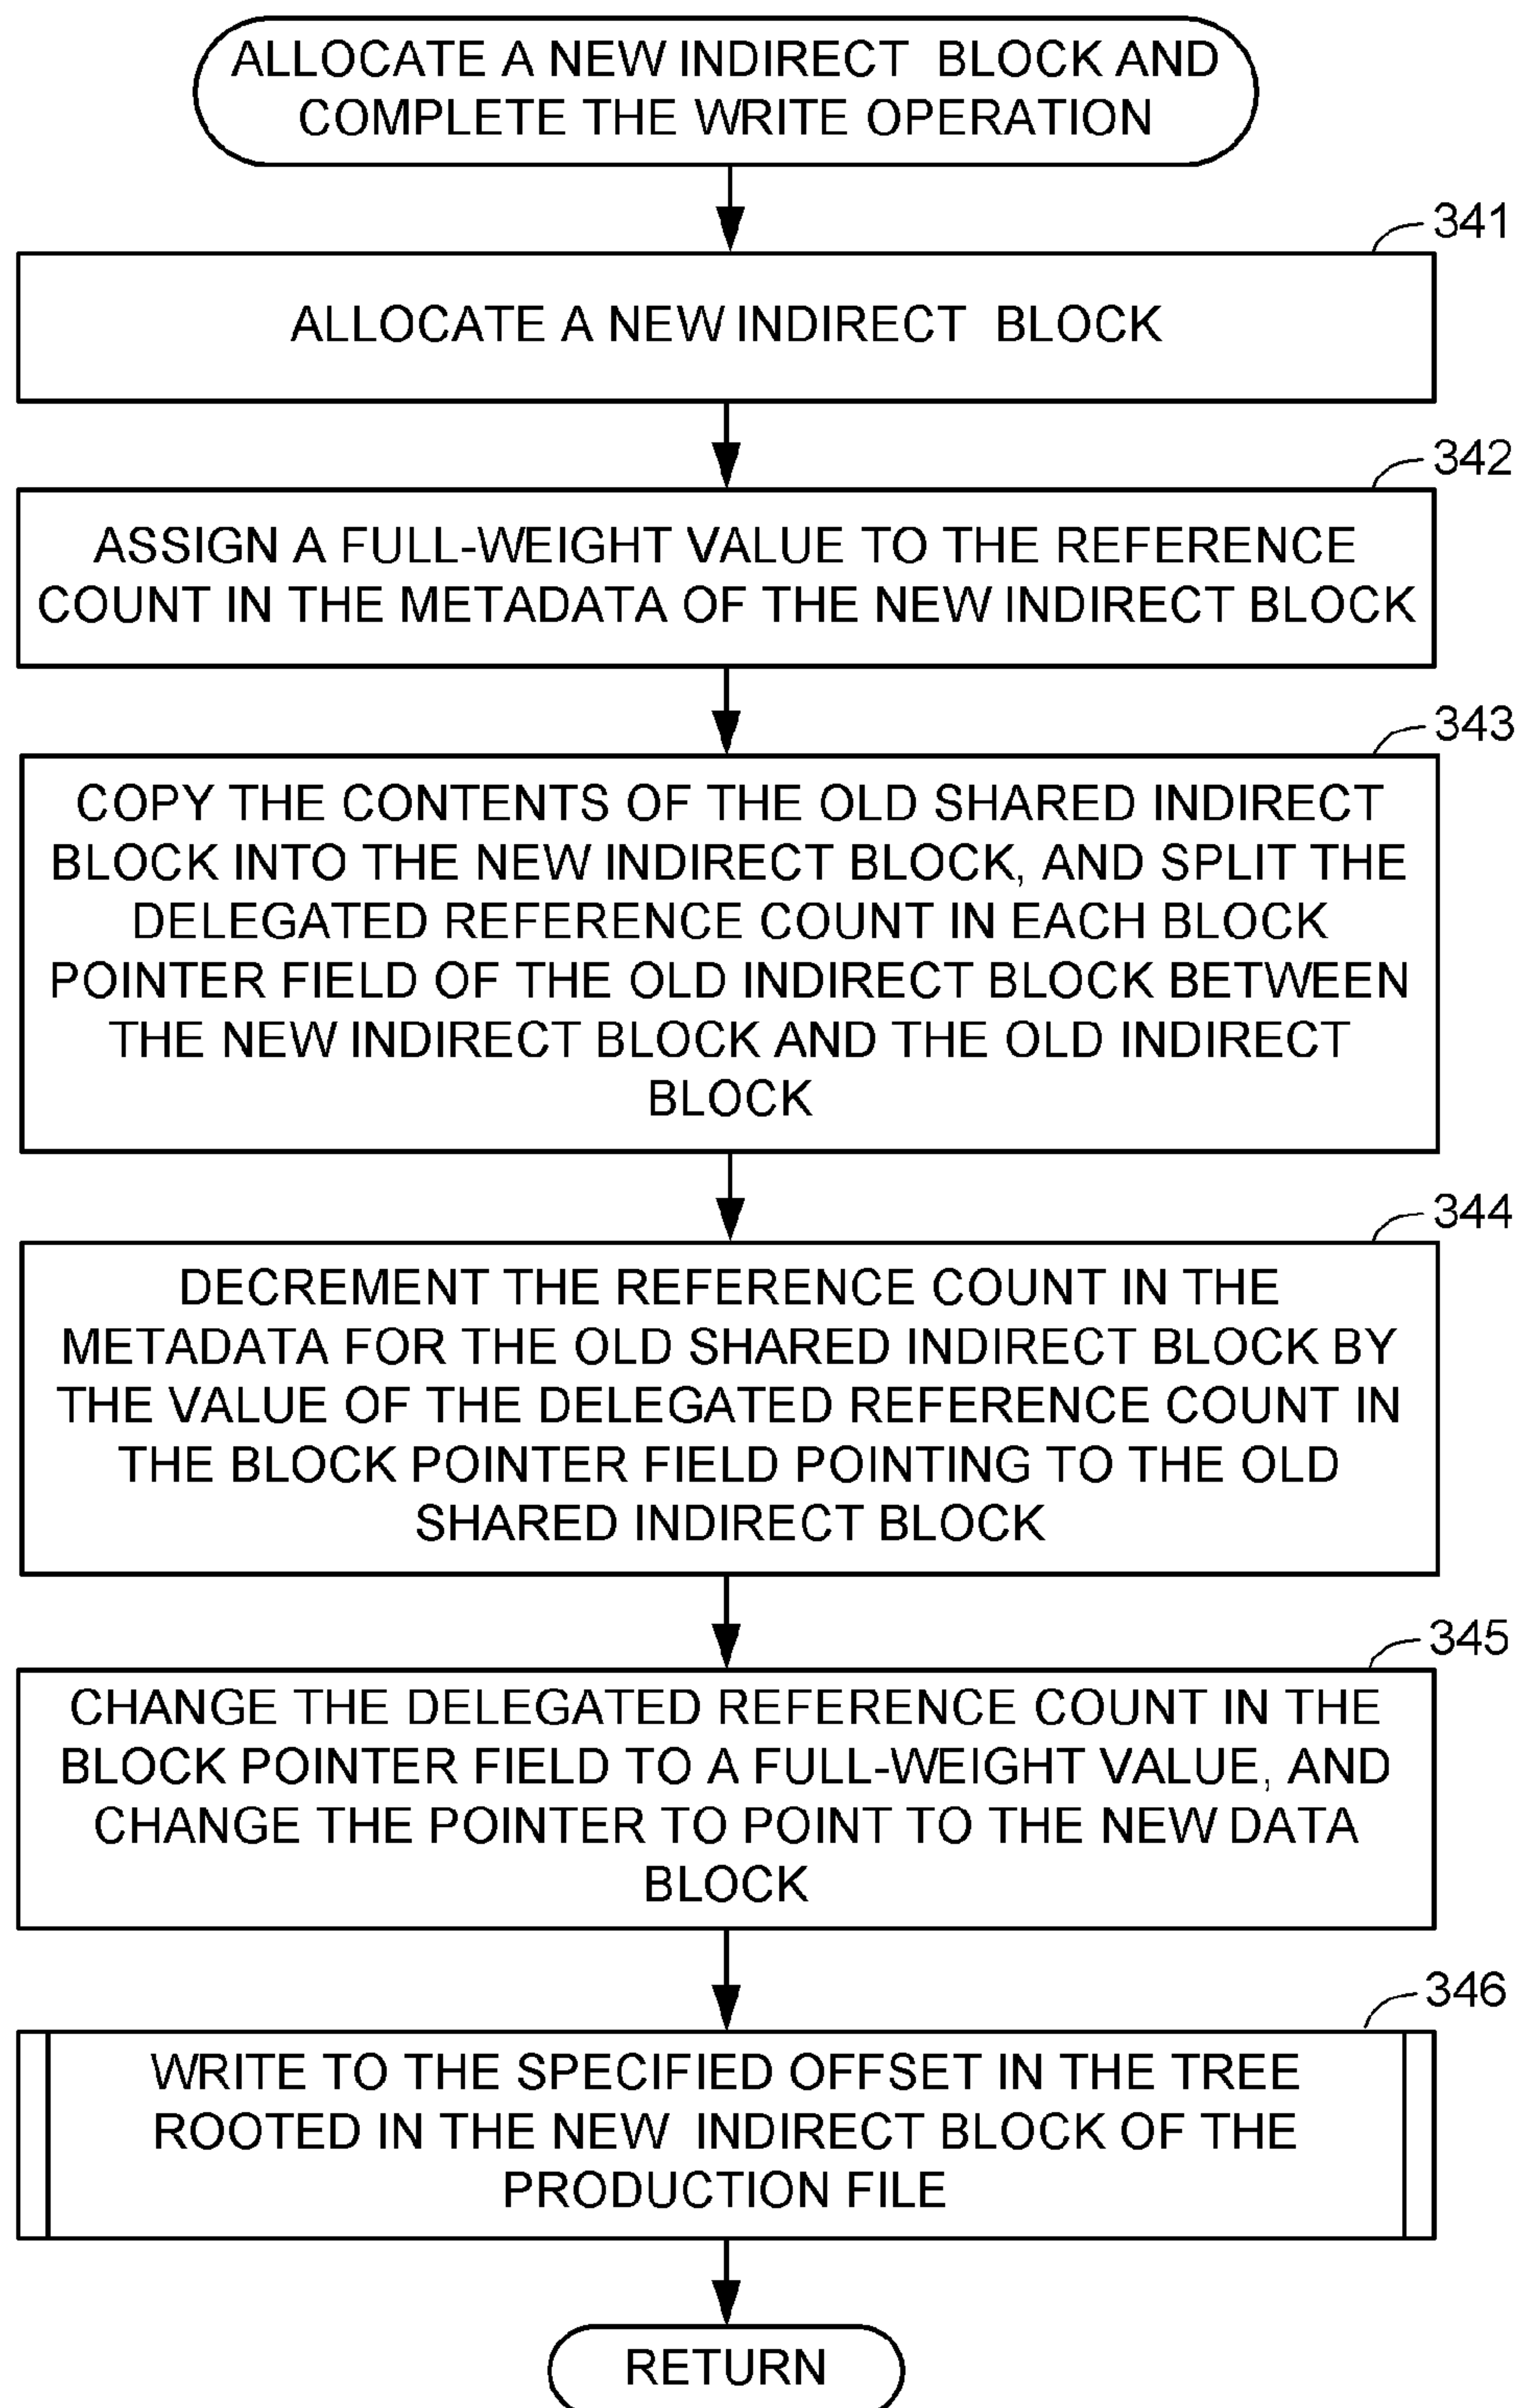 ALLOCATE A NEW INDIRECT BLOCK AND
COMPLETE THE WRITE OPERATION
341
ALLOCATE A NEW INDIRECT BLOCK
342
ASSIGN A FULL-WEIGHT VALUE TO THE REFERENCE
COUNT IN THE METADATA OF THE NEW INDIRECT BLOCK
343
COPY THE CONTENTS OF THE OLD SHARED INDIRECT
BLOCK INTO THE NEW INDIRECT BLOCK, AND SPLIT THE
DELEGATED REFERENCE COUNT IN EACH BLOCK
POINTER FIELD OF THE OLD INDIRECT BLOCK BETWEEN
THE NEW INDIRECT BLOCK AND THE OLD INDIRECT
BLOCK
344
DECREMENT THE REFERENCE COUNT IN THE
METADATA FOR THE OLD SHARED INDIRECT BLOCK BY
THE VALUE OF THE DELEGATED REFERENCE COUNT IN
THE BLOCK POINTER FIELD POINTING TO THE OLD
SHARED INDIRECT BLOCK
345
CHANGE THE DELEGATED REFERENCE COUNT IN THE
BLOCK POINTER FIELD TO A FULL-WEIGHT VALUE, AND
CHANGE THE POINTER TO POINT TO THE NEW DATA
BLOCK
346
WRITE TO THE SPECIFIED OFFSET IN THE TREE
ROOTED IN THE NEW INDIRECT BLOCK OF THE
PRODUCTION FILE
RETURN